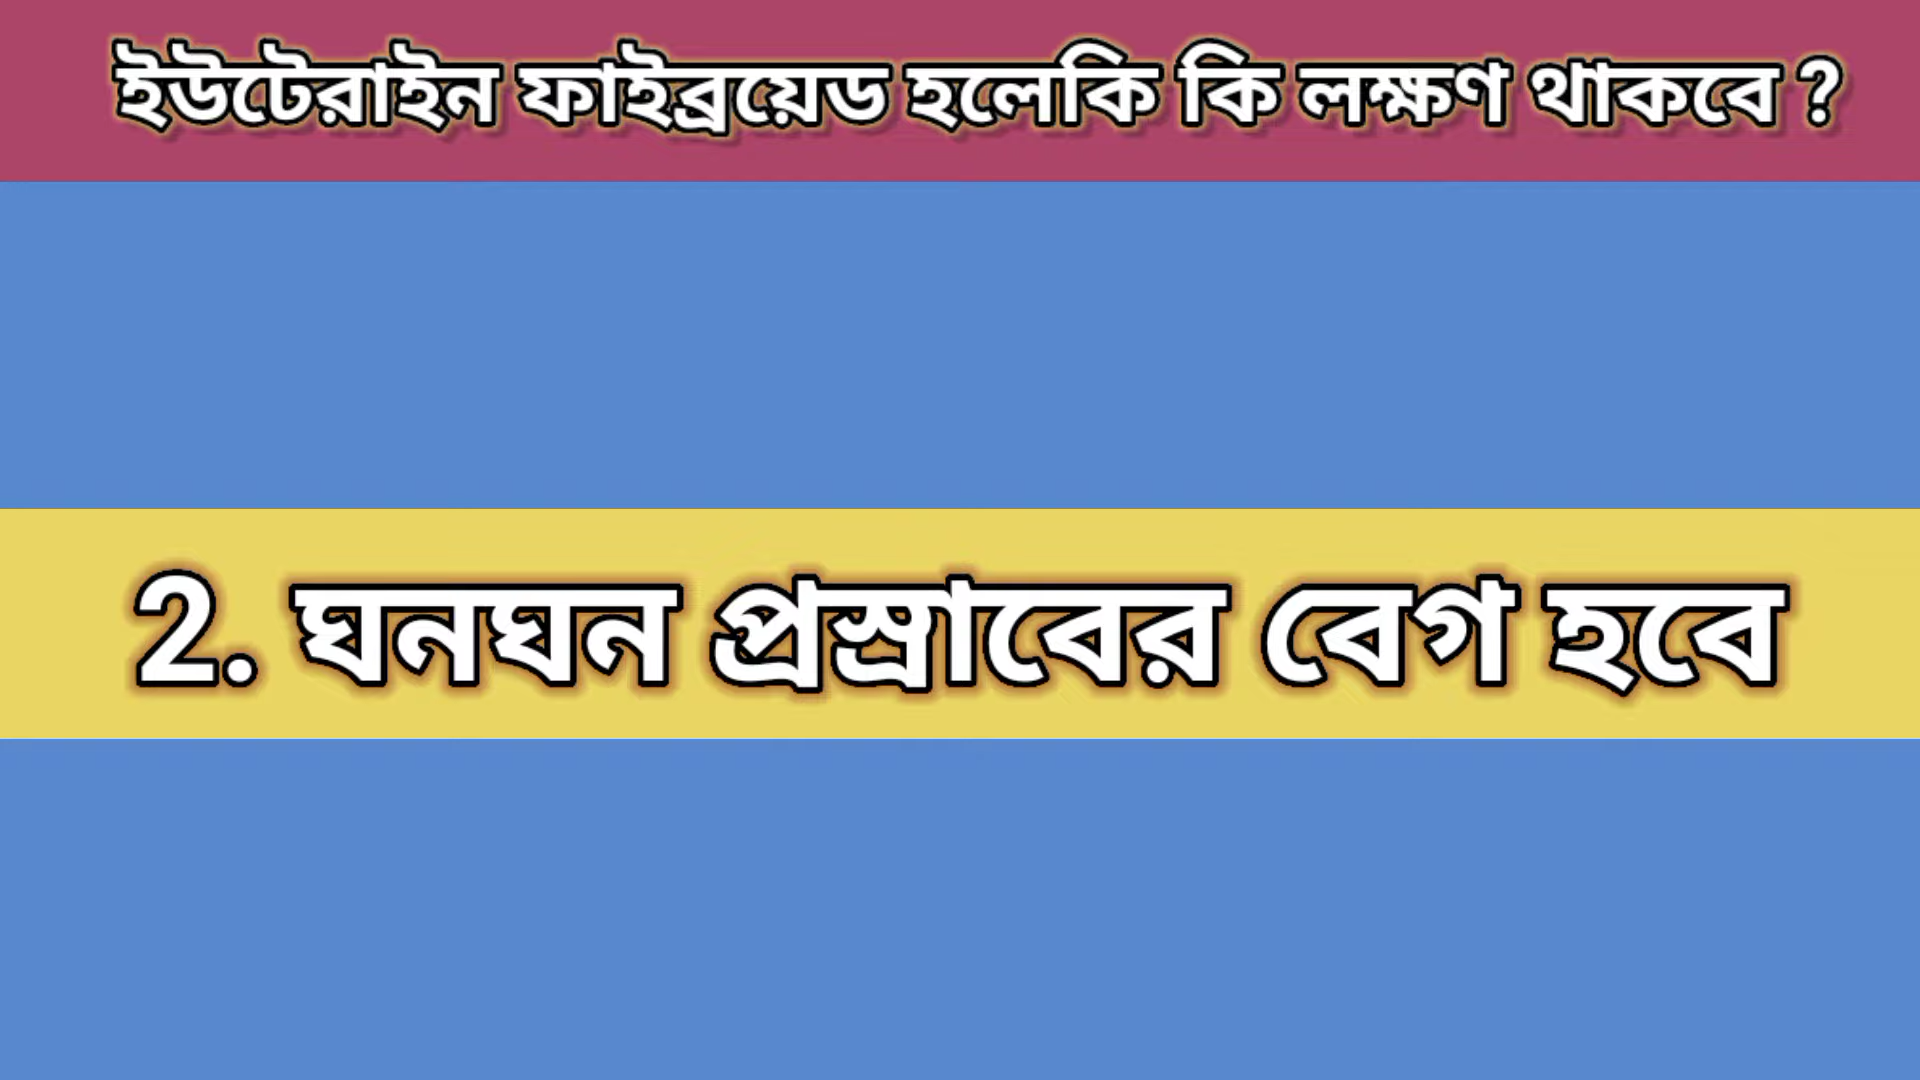 ইউটেরাইন ফাইব্রয়েড হলেকি কি লক্ষণ থাকবে ?
2. ঘনঘন প্রস্রাবের বেগ হবে